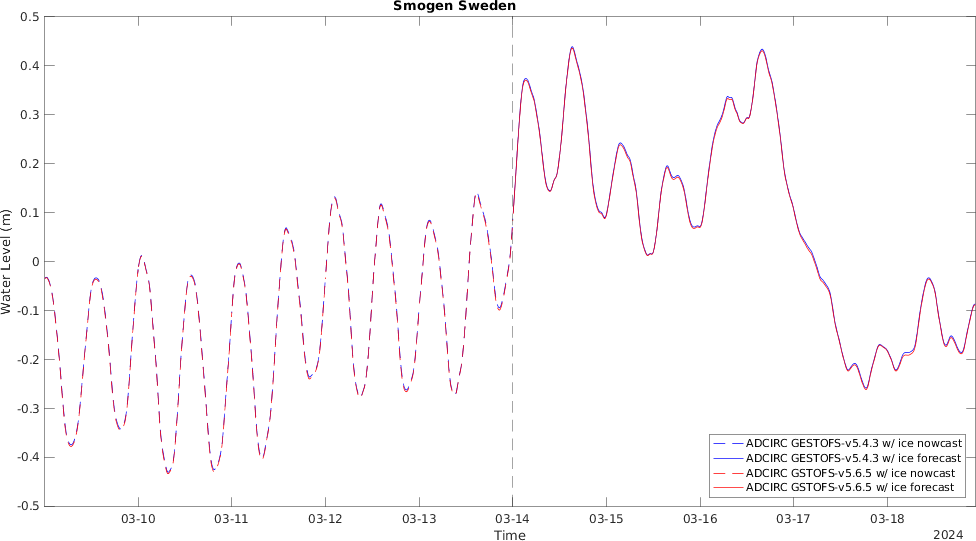 Smogen Sweden
0.5
0.4
0.3
0.2
0.1
0
-0.1
-0.2
-0.3
-0.4
-0.5
Water Level (m)
ADCIRC GESTOFS-v5.4.3 w/ ice nowcast
ADCIRC GESTOFS-v5.4.3 w/ ice forecast
ADCIRC GSTOFS-v5.6.5 w/ ice nowcast
ADCIRC GSTOFS-v5.6.5 w/ ice forecast
03-10 03-11 03-12 03-13 03-14 03-15 03-16 03-17 03-18
Time
2024